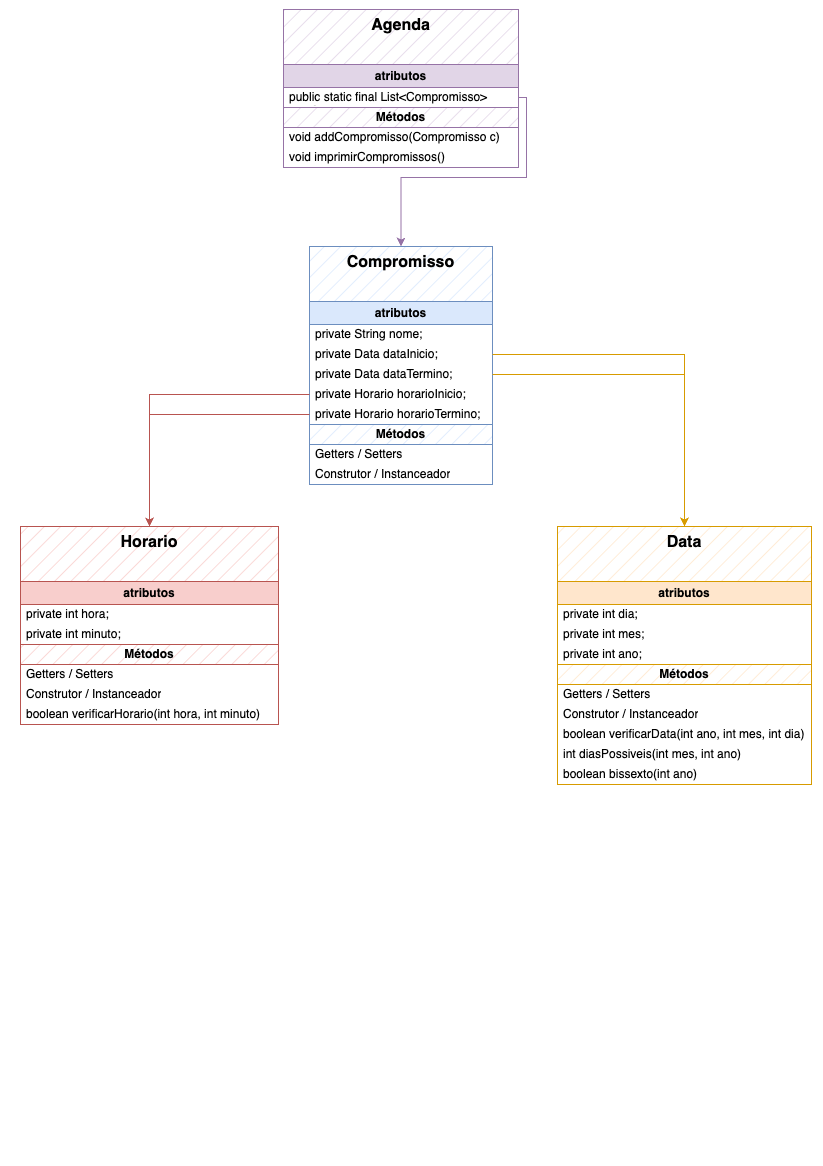 Agenda
atributos
public static final List<Compromisso>
Métodos
void addCompromisso(Compromisso c)
void imprimirCompromissos()
Compromisso
atributos
private String nome;
private Data dataInicio;
private Data dataTermino;
private Horario horarioInicio;
private Horario horarioTermino;
Métodos
Getters / Setters
Construtor / Instanceador
Horario
atributos
private int hora;
private int minuto;
Métodos
Getters / Setters
Construtor / Instanceador
boolean verificarHorario(int hora, int minuto)
Data
atributos
private int dia;
private int mes;
private int ano;
Métodos
Getters / Setters
Construtor / Instanceador
boolean verificarData(int ano, int mes, int dia)
int diasPossiveis(int mes, int ano)
boolean bissexto(int ano)